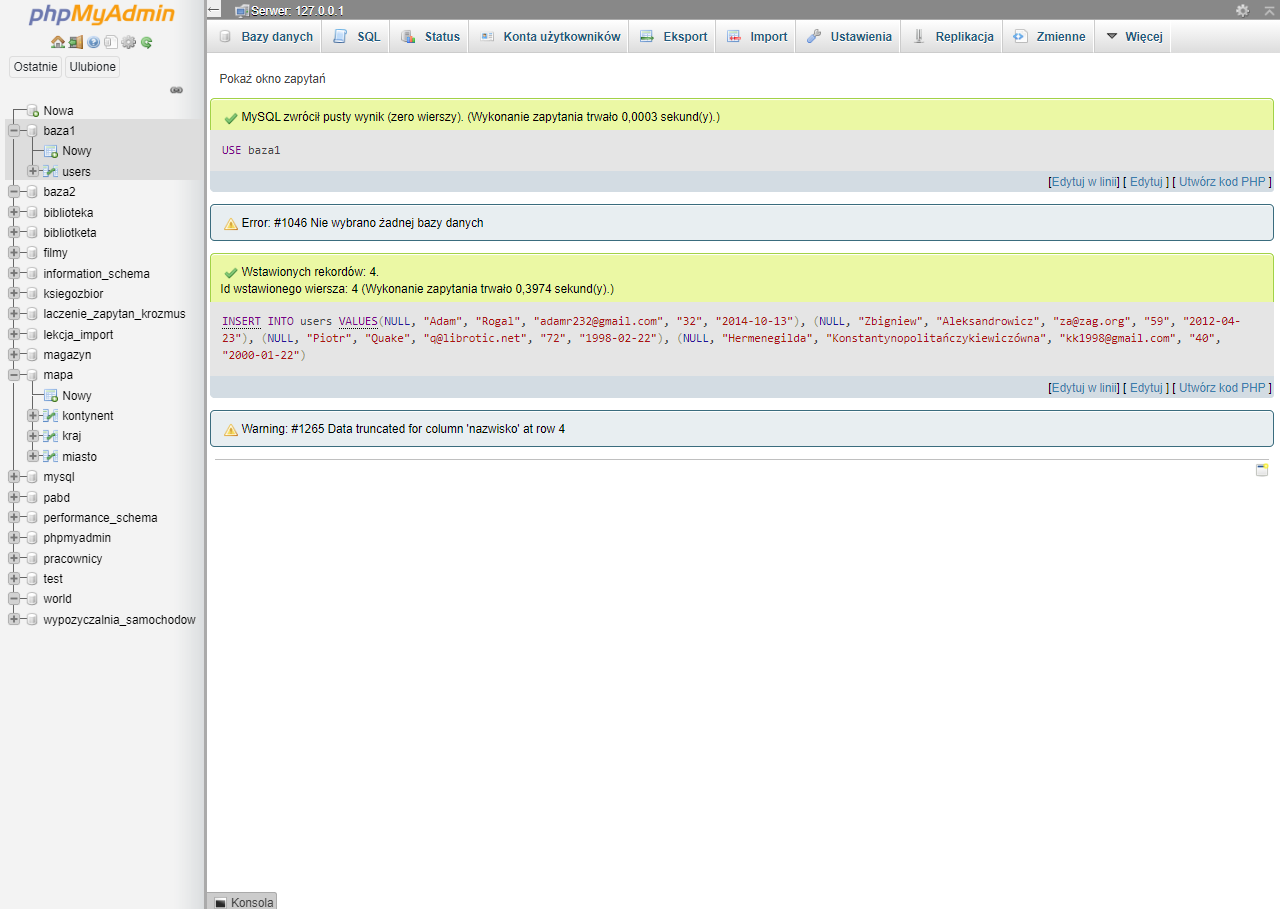 phpMyAdmin
Ostatnie Ulubione
Nowa
baza1
Nowy
users
baza2
biblioteka
bibliotketa
filmy
information_schema
ksiegozbior
laczenie_zapytan_krozmus
lekcja_import
magazyn
mapa
Nowy
kontynent
kraj
miasto
mysql
pabd
performance_schema
phpmyadmin
pracownicy
test
world
wypozyczalnia_samochodow
Serwer: 127.0.0.1
Bazy danych SQL Status Konta użytkowników Eksport Import Ustawienia Replikacja Zmienne Więcej
Pokaż okno zapytań
MySQL zwrócił pusty wynik (zero wierszy). (Wykonanie zapytania trwało 0,0003 sekund(y).)
USE baza1
[Edytuj w linii] [ Edytuj ] [ Utwórz kod PHP ]
Error: #1046 Nie wybrano żadnej bazy danych
Wstawionych rekordów: 4.
Id wstawionego wiersza: 4 (Wykonanie zapytania trwało 0,3974 sekund(y).)
INSERT INTO users VALUES(NULL, "Adam", "Rogal", "adamr232@gmail.com", "32", "2014-10-13"), (NULL, "Zbigniew", "Aleksandrowicz", "za@zag.org", "59", "2012-04-
23"), (NULL, "Piotr", "Quake", "q@librotic.net", "72", "1998-02-22"), (NULL, "Hermenegilda", "Konstantynopolitańczykiewiczówna", "kk1998@gmail.com", "40",
"2000-01-22")
[Edytuj w linii] [ Edytuj ] [ Utwórz kod PHP ]
Warning: #1265 Data truncated for column 'nazwisko' at row 4
Konsola